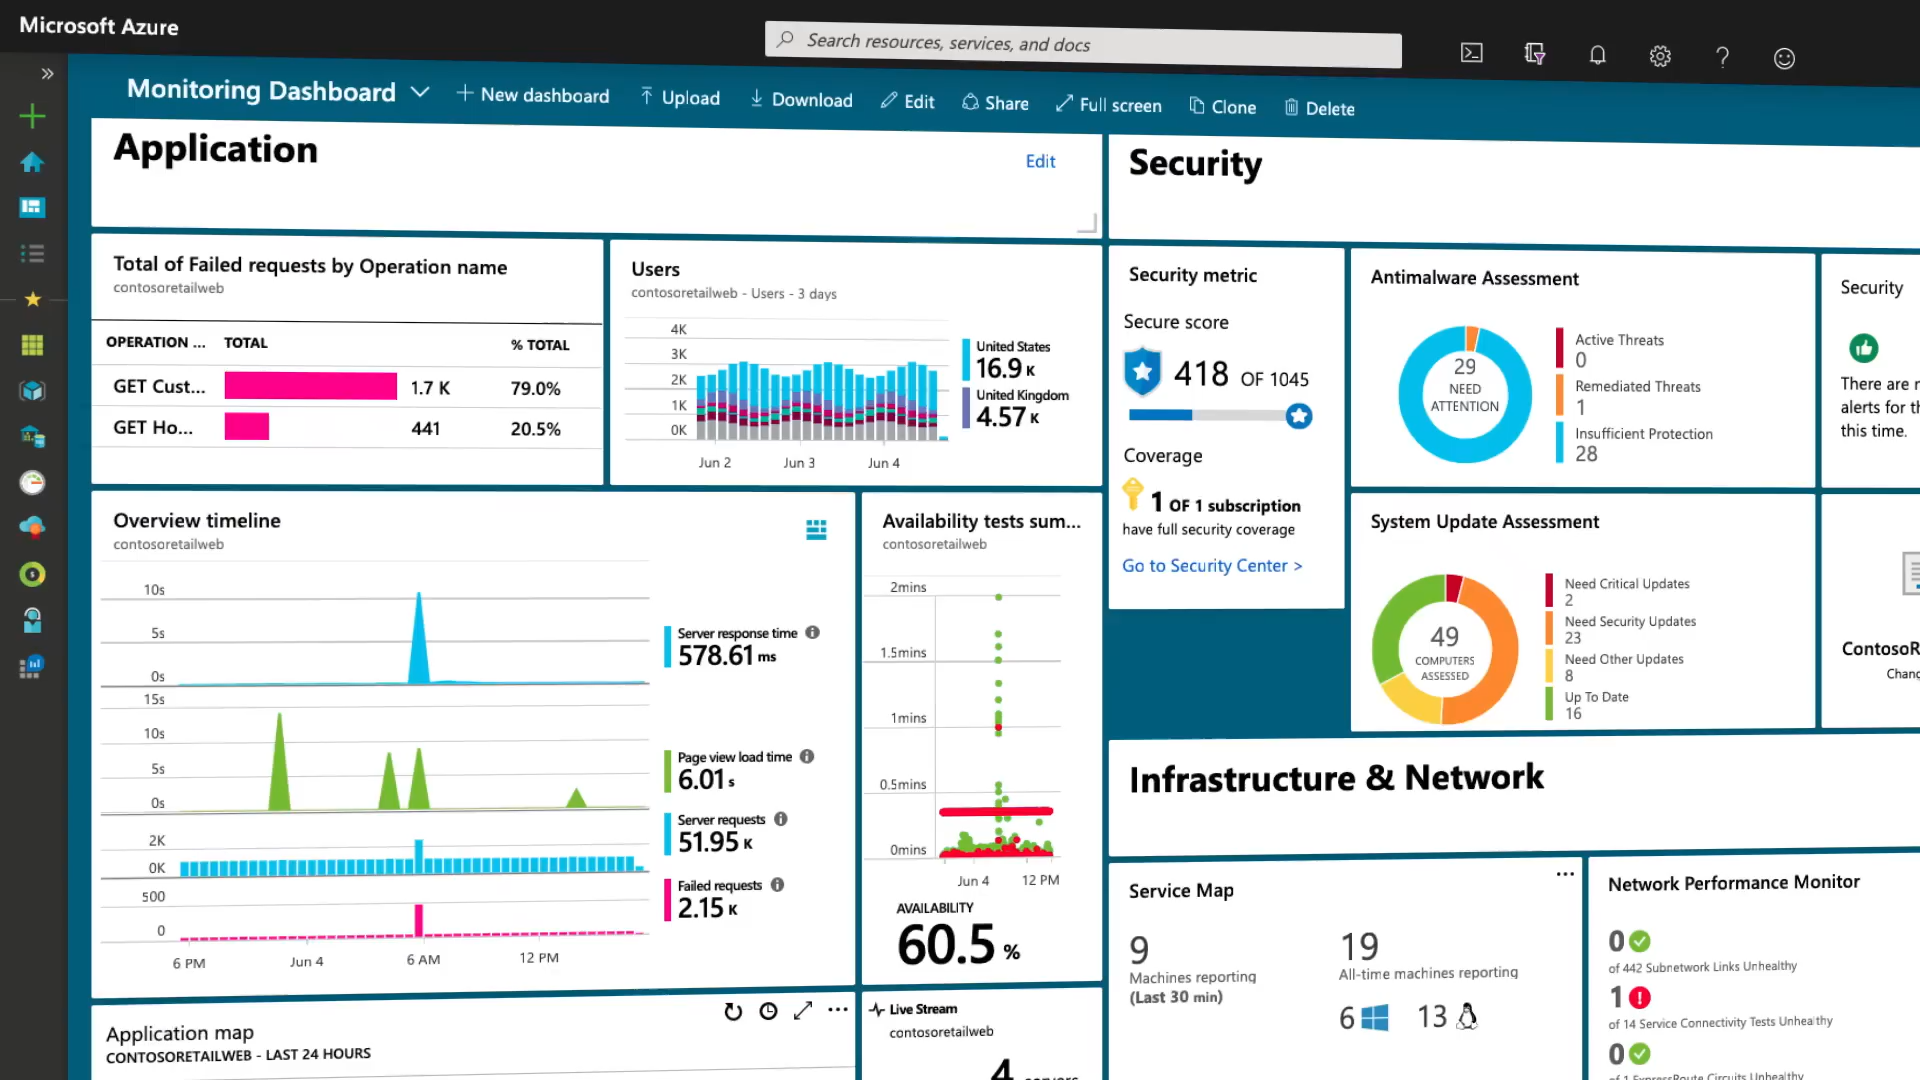 Microsoft Azure
Search resources, services, and docs
Monitoring Dashboard
New dashboard
Upload
Download
Edit
Share
Full screen
Clone
Delete
Application
Edit
Total of Failed requests by Operation name
contosoretailweb
OPERATION ... TOTAL % TOTAL
GET Cust... 1.7 K 79.0%
GET Ho... 441 20.5%
Users
contosoretailweb - Users - 3 days
4K
3K
2K
1K
0K
Jun 2 Jun 3 Jun 4
United States
16.9 K
United Kingdom
4.57 K
Overview timeline
contosoretailweb
10s
5s
0s
15s
10s
5s
0s
2K
0K
500
0
6 PM Jun 4 6 AM 12 PM
Server response time
578.61 ms
Page view load time
6.01 s
Server requests
51.95 K
Failed requests
2.15 K
Availability tests sum...
contosoretailweb
2mins
1.5mins
1mins
0.5mins
0mins
Jun 4 12 PM
AVAILABILITY
60.5 %
Application map
CONTOSORETAILWEB - LAST 24 HOURS
Live Stream
contosoretailweb
4 servers
Security
Security metric
Secure score
418 OF 1045
Coverage
1 OF 1 subscription
have full security coverage
Go to Security Center >
Antimalware Assessment
29
NEED
ATTENTION
Active Threats
0
Remediated Threats
1
Insufficient Protection
28
Security
There are
alerts for
this time.
System Update Assessment
49
COMPUTERS
ASSESSED
Need Critical Updates
2
Need Security Updates
23
Need Other Updates
8
Up To Date
16
ContosoR
Chang
Infrastructure & Network
Service Map
9
Machines reporting
(Last 30 min)
19
All-time machines reporting
6 13
Network Performance Monitor
0
of 442 Subnetwork Links Unhealthy
1
of 14 Service Connectivity Tests Unhealthy
0
of 1 ExpressRoute Circuits Unhealthy